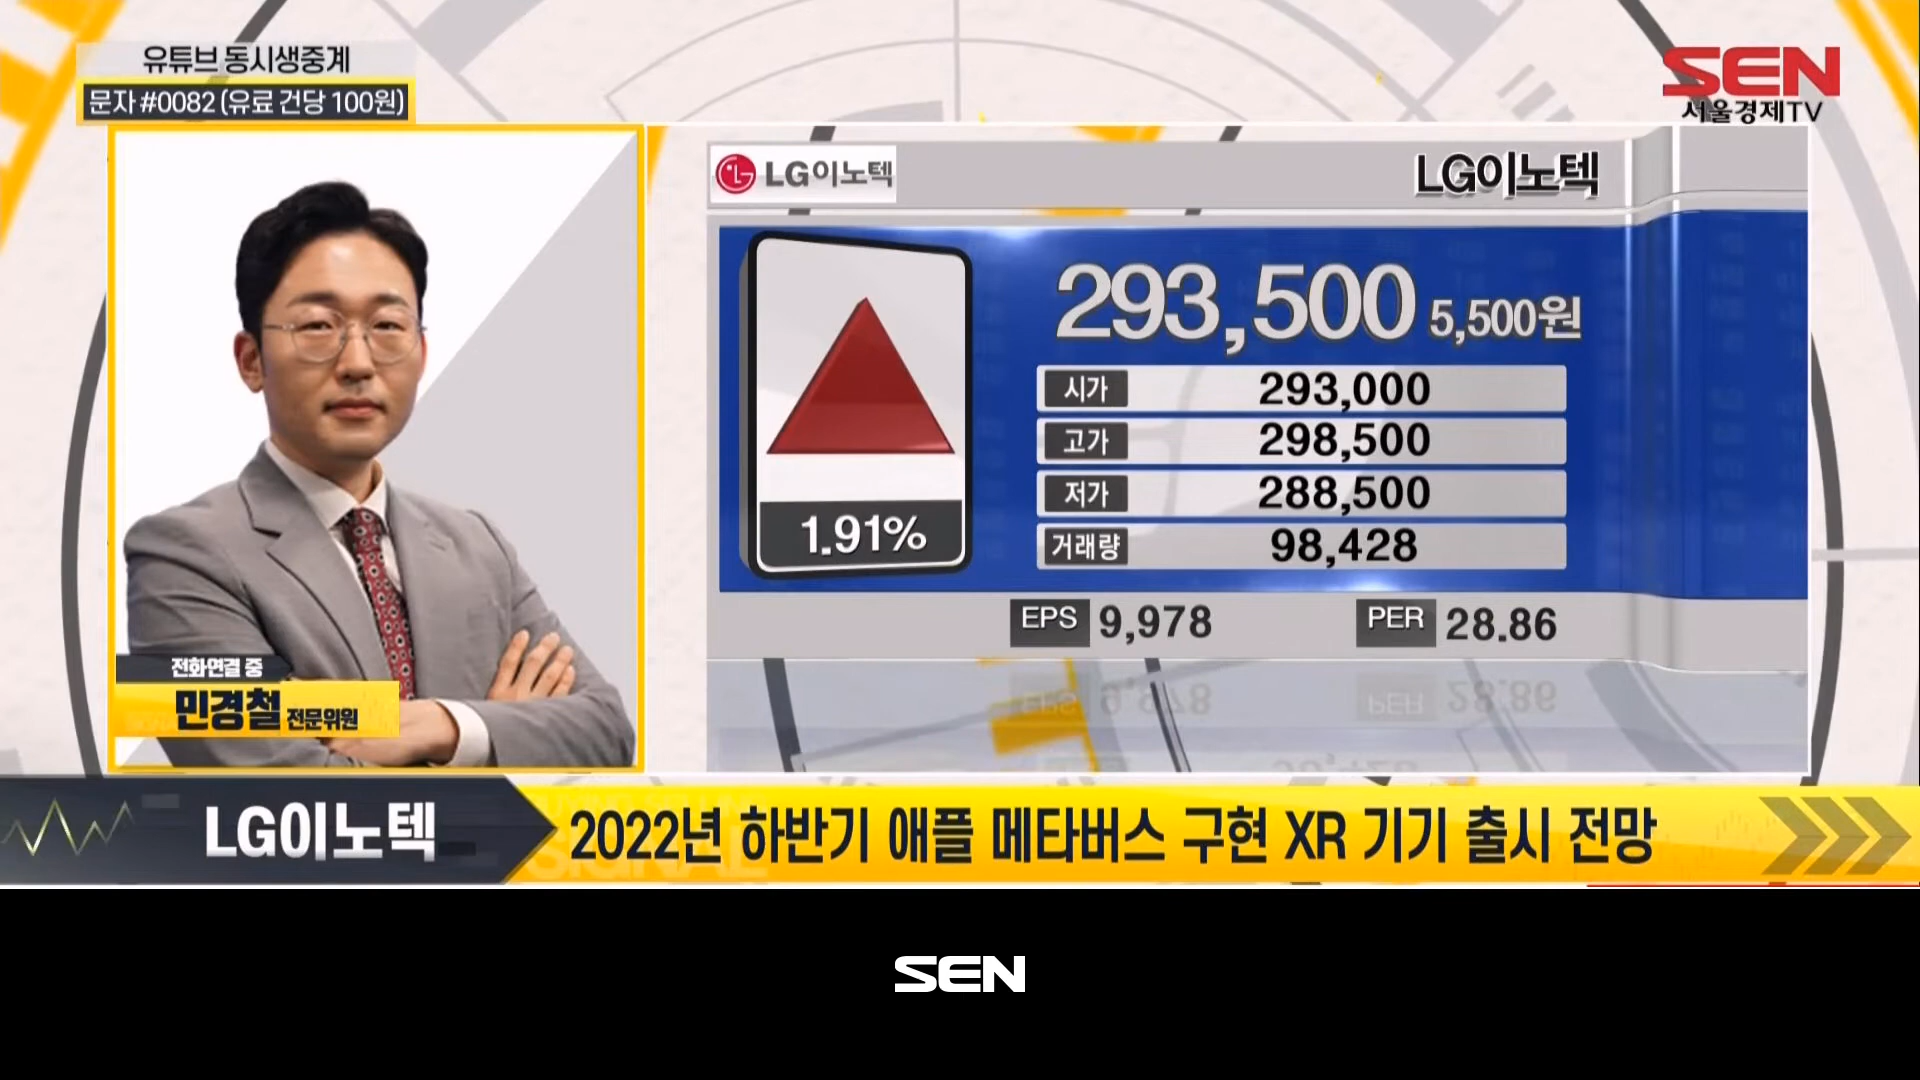 유튜브 동시생중계
문자 #0082 (유료 건당 100원)
SEN
서울경제TV
LG이노텍
LG이노텍
293,500 5,500원
1.91%
시가 293,000
고가 298,500
저가 288,500
거래량 98,428
EPS 9,978 PER 28.86
전화연결 중
민경철 전문위원
LG이노텍
2022년 하반기 애플 메타버스 구현 XR 기기 출시 전망
SEN